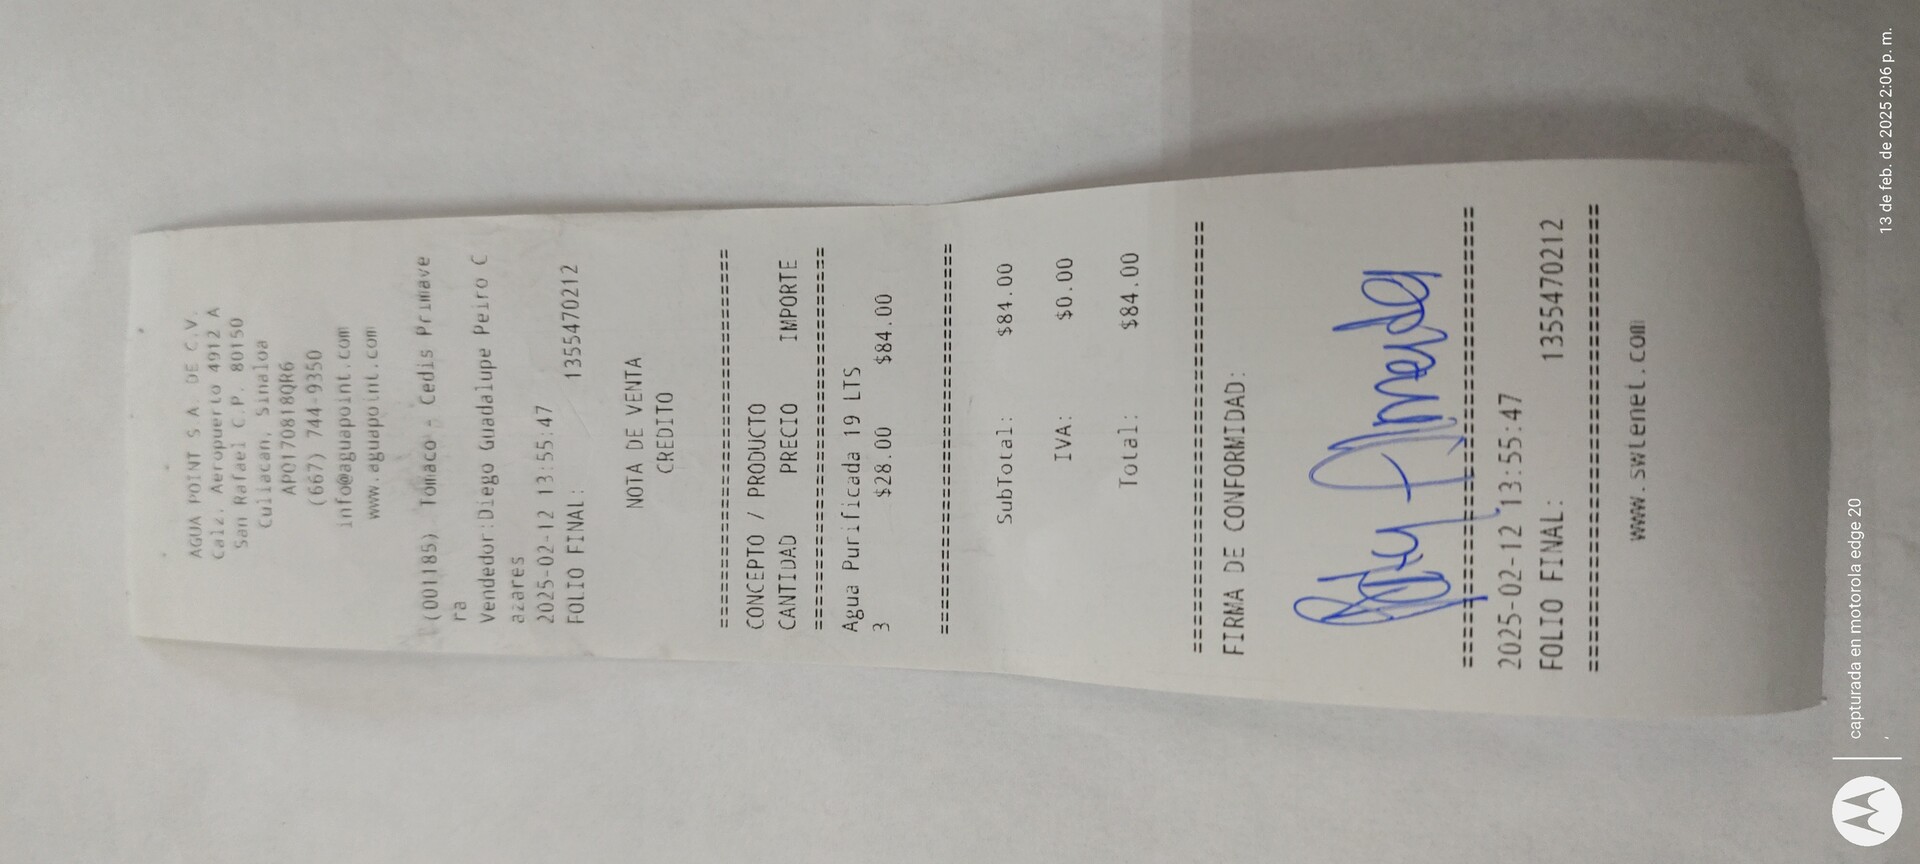 AGUA POINT S.A. DE C.V.
Calz. Aeropuerto 4912 A
San Rafael C.P. 80150
Culiacan, Sinaloa
APO170818QR6
(667) 744-9350
info@aguapoint.com
www.aguapoint.com
(001185). Tomaco - Cedis Primave
ra
Vendedor:Diego Guadalupe Peiro C
azares
2025-02-12 13:55:47
FOLIO FINAL: 1355470212
NOTA DE VENTA
CREDITO
================================
CONCEPTO / PRODUCTO
CANTIDAD PRECIO IMPORTE
================================
Agua Purificada 19 LTS
3 $28.00 $84.00
================================
SubTotal: $84.00
IVA: $0.00
Total: $84.00
================================
FIRMA DE CONFORMIDAD:
================================
2025-02-12 13:55:47
FOLIO FINAL: 1355470212
================================
www.swlenet.com
capturada en motorola edge 20
13 de feb. de 2025 2:06 p. m.